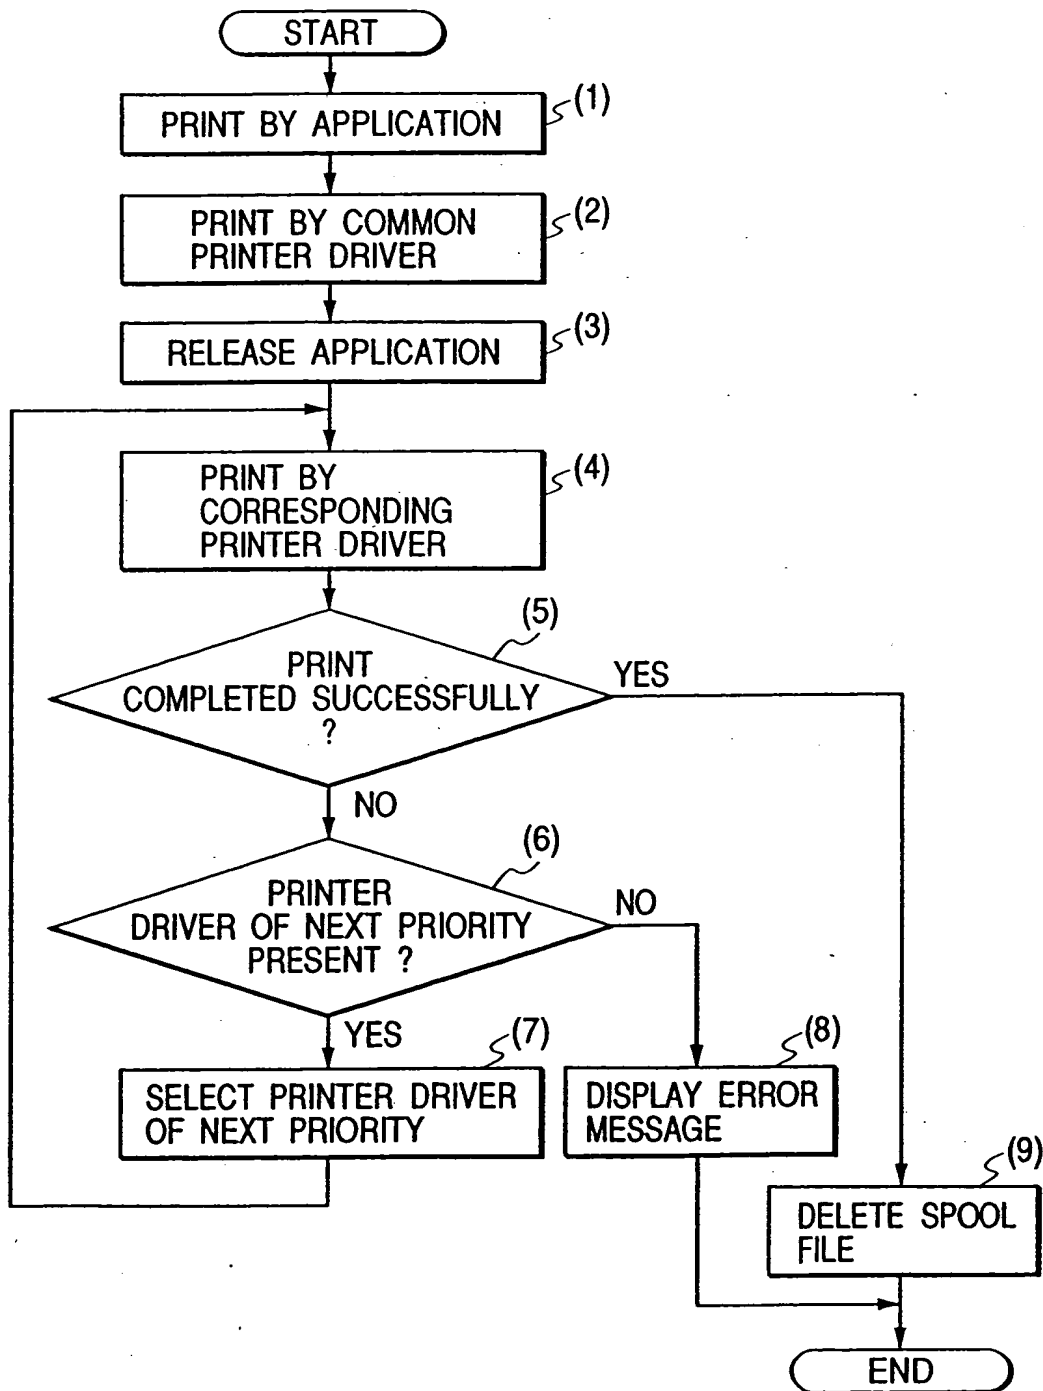 START
PRINT BY APPLICATION
(1)
PRINT BY COMMON
PRINTER DRIVER
(2)
RELEASE APPLICATION
(3)
PRINT BY
CORRESPONDING
PRINTER DRIVER
(4)
PRINT
COMPLETED SUCCESSFULLY
?
(5)
YES
NO
PRINTER
DRIVER OF NEXT PRIORITY
PRESENT ?
(6)
NO
YES
SELECT PRINTER DRIVER
OF NEXT PRIORITY
(7)
DISPLAY ERROR
MESSAGE
(8)
DELETE SPOOL
FILE
(9)
END